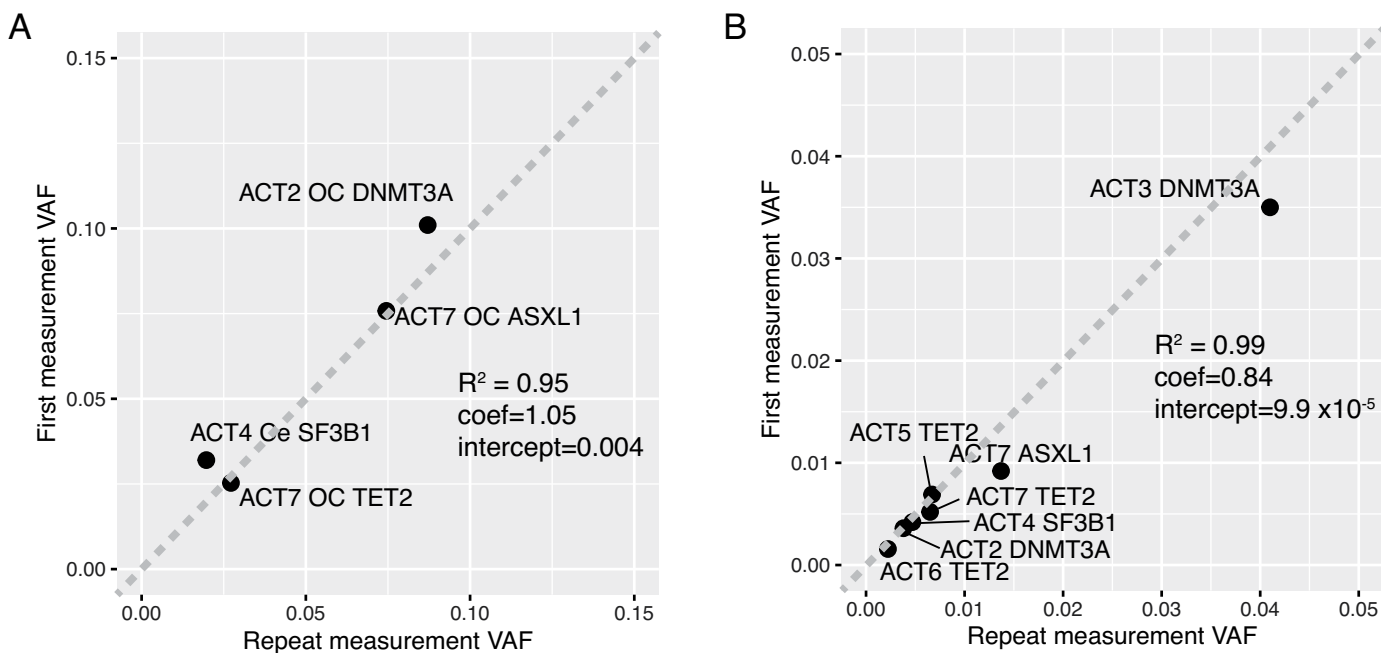 A
First measurement VAF
0.15
0.10
0.05
0.00
ACT2 OC DNMT3A
ACT7 OC ASXL1
R² = 0.95
coef=1.05
intercept=0.004
ACT4 Ce SF3B1
ACT7 OC TET2
0.00 0.05 0.10 0.15
Repeat measurement VAF
B
First measurement VAF
0.05
0.04
0.03
0.02
0.01
0.00
ACT3 DNMT3A
R² = 0.99
coef=0.84
intercept=9.9 x10⁻⁵
ACT5 TET2
ACT7 ASXL1
ACT7 TET2
ACT4 SF3B1
ACT2 DNMT3A
ACT6 TET2
0.00 0.01 0.02 0.03 0.04 0.05
Repeat measurement VAF